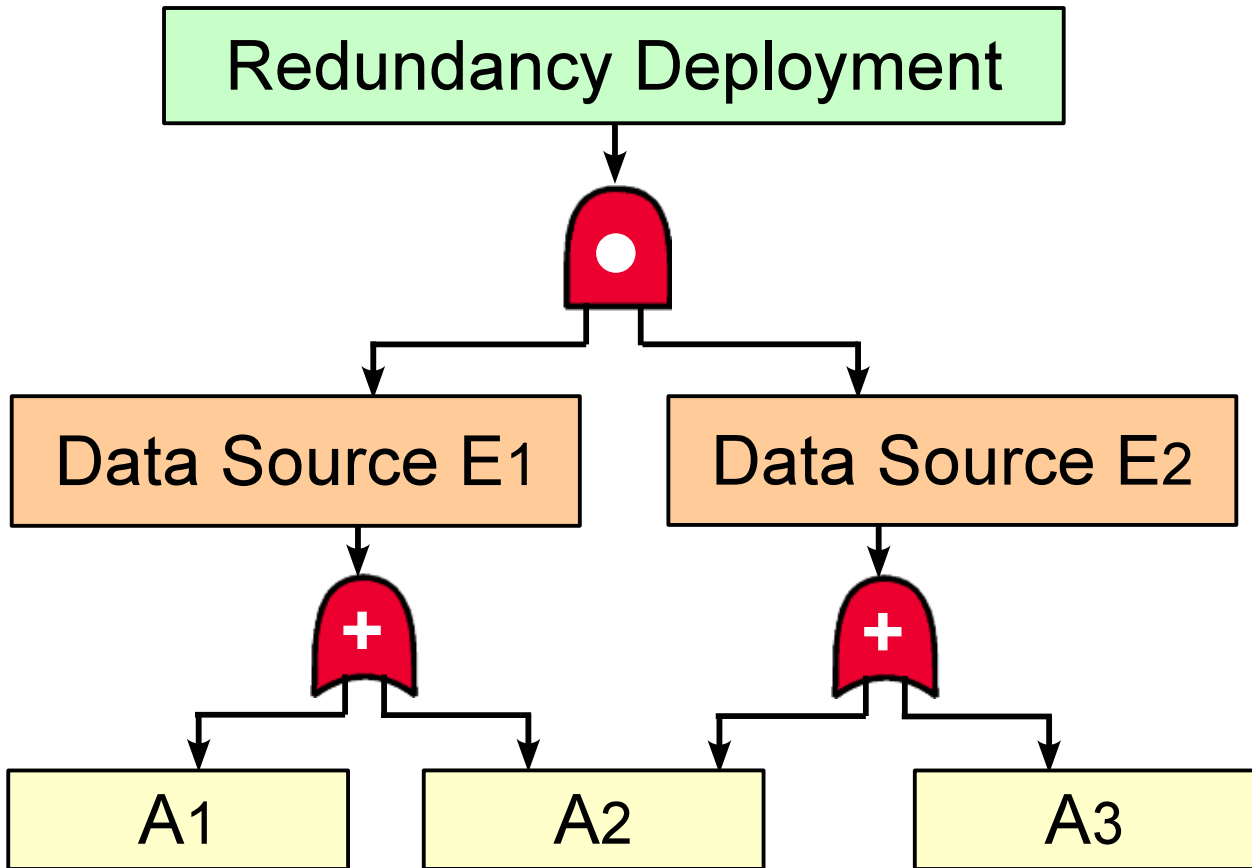 Redundancy Deployment
Data Source E1
Data Source E2
+
+
A1
A2
A3